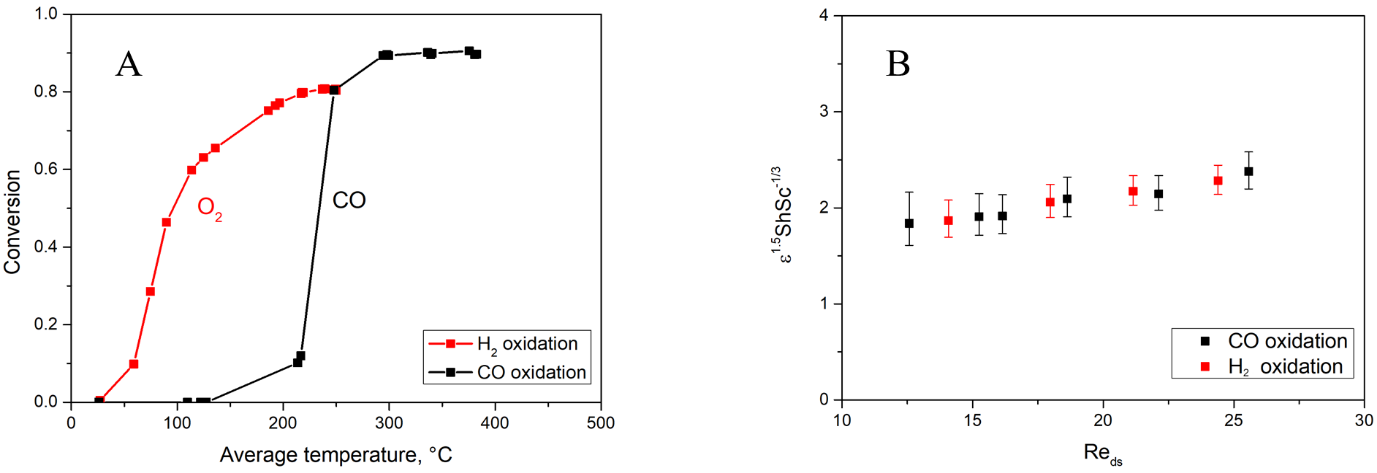 A
1.0
0.8
0.6
0.4
0.2
0.0
Conversion
O₂
CO
H₂ oxidation
CO oxidation
0
100
200
300
400
500
Average temperature, °C
B
4
3
2
1
0
ε¹·⁵ShSc⁻¹/³
CO oxidation
H₂ oxidation
10
15
20
25
30
Re_ds